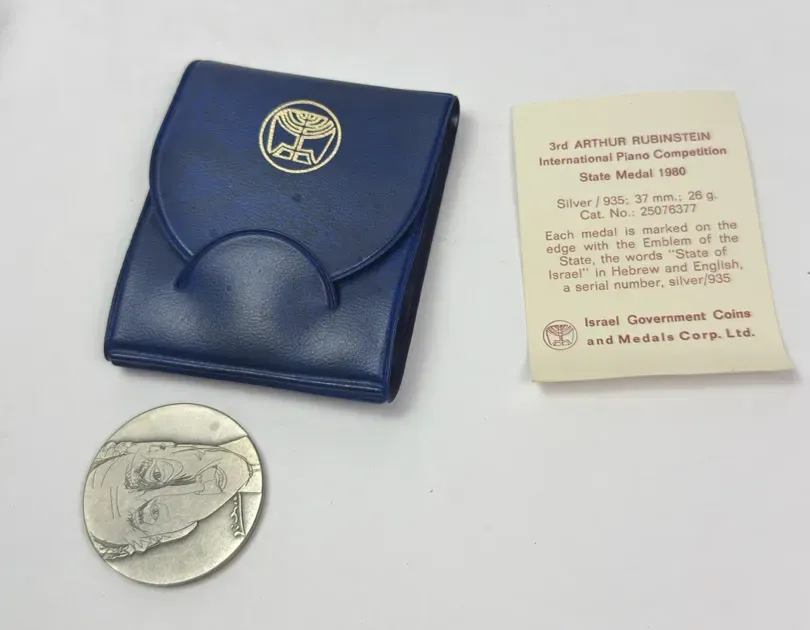 3rd ARTHUR RUBINSTEIN
International Piano Competition
State Medal 1980
Silver / 935; 37 mm.; 26 g.
Cat. No.: 25076377
Each medal is marked on the
edge with the Emblem of the
State, the words "State of
Israel" in Hebrew and English,
a serial number, silver/935
Israel Government Coins
and Medals Corp. Ltd.